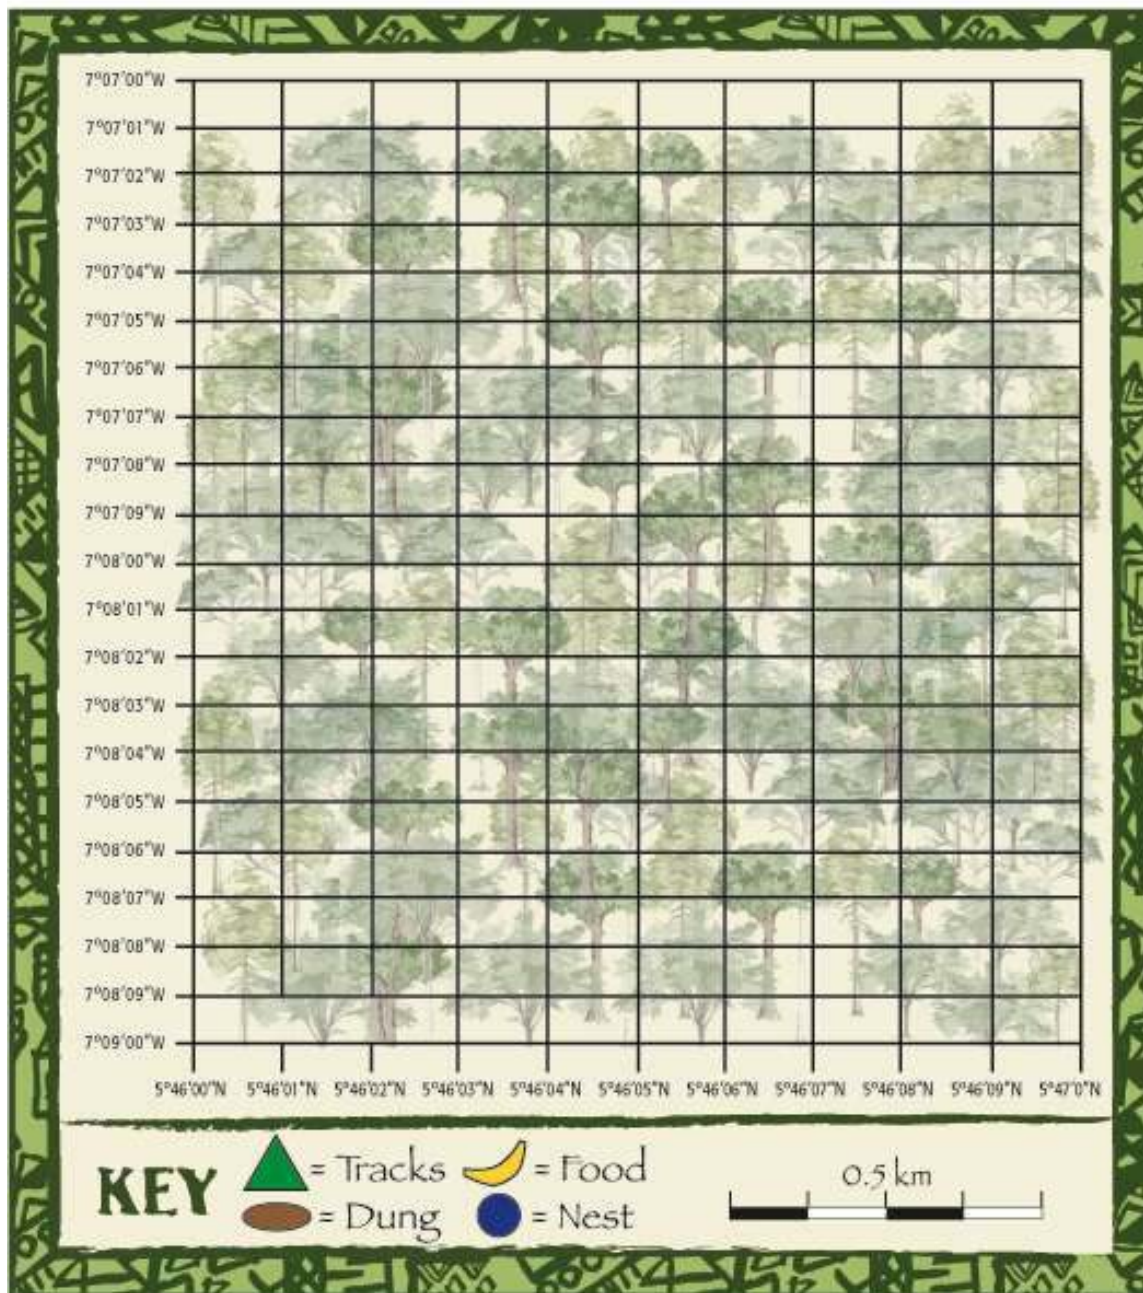 7°07'00"W
7°07'01"W
7°07'02"W
7°07'03"W
7°07'04"W
7°07'05"W
7°07'06"W
7°07'07"W
7°07'08"W
7°07'09"W
7°08'00"W
7°08'01"W
7°08'02"W
7°08'03"W
7°08'04"W
7°08'05"W
7°08'06"W
7°08'07"W
7°08'08"W
7°08'09"W
7°09'00"W
5°46'00"N 5°46'01"N 5°46'02"N 5°46'03"N 5°46'04"N 5°46'05"N 5°46'06"N 5°46'07"N 5°46'08"N 5°46'09"N 5°47'0"N
KEY
= Tracks = Food
= Dung = Nest
0.5 km